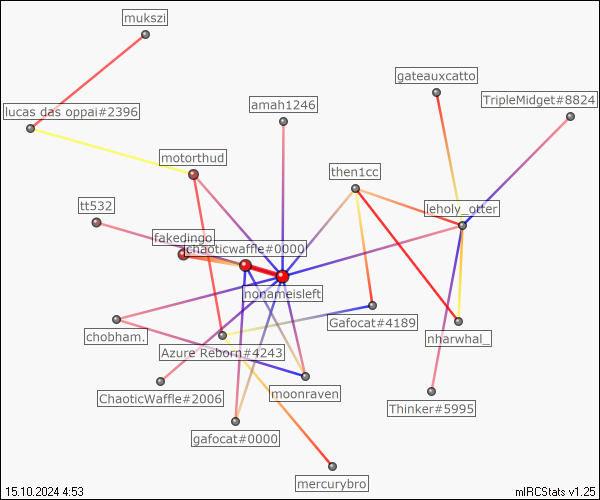 mukszi
gateauxcatto
TripleMidget#8824
amah1246
lucas das oppai#2396
motorthud
then1cc
tt532
leholy_otter
fakedingo
chaoticwaffle#0000
nonameisleft
Gafocat#4189
chobham.
nharwhal_
Azure Reborn#4243
moonraven
ChaoticWaffle#2006
Thinker#5995
gafocat#0000
mercurybro
15.10.2024 4:53
mIRCStats v1.25